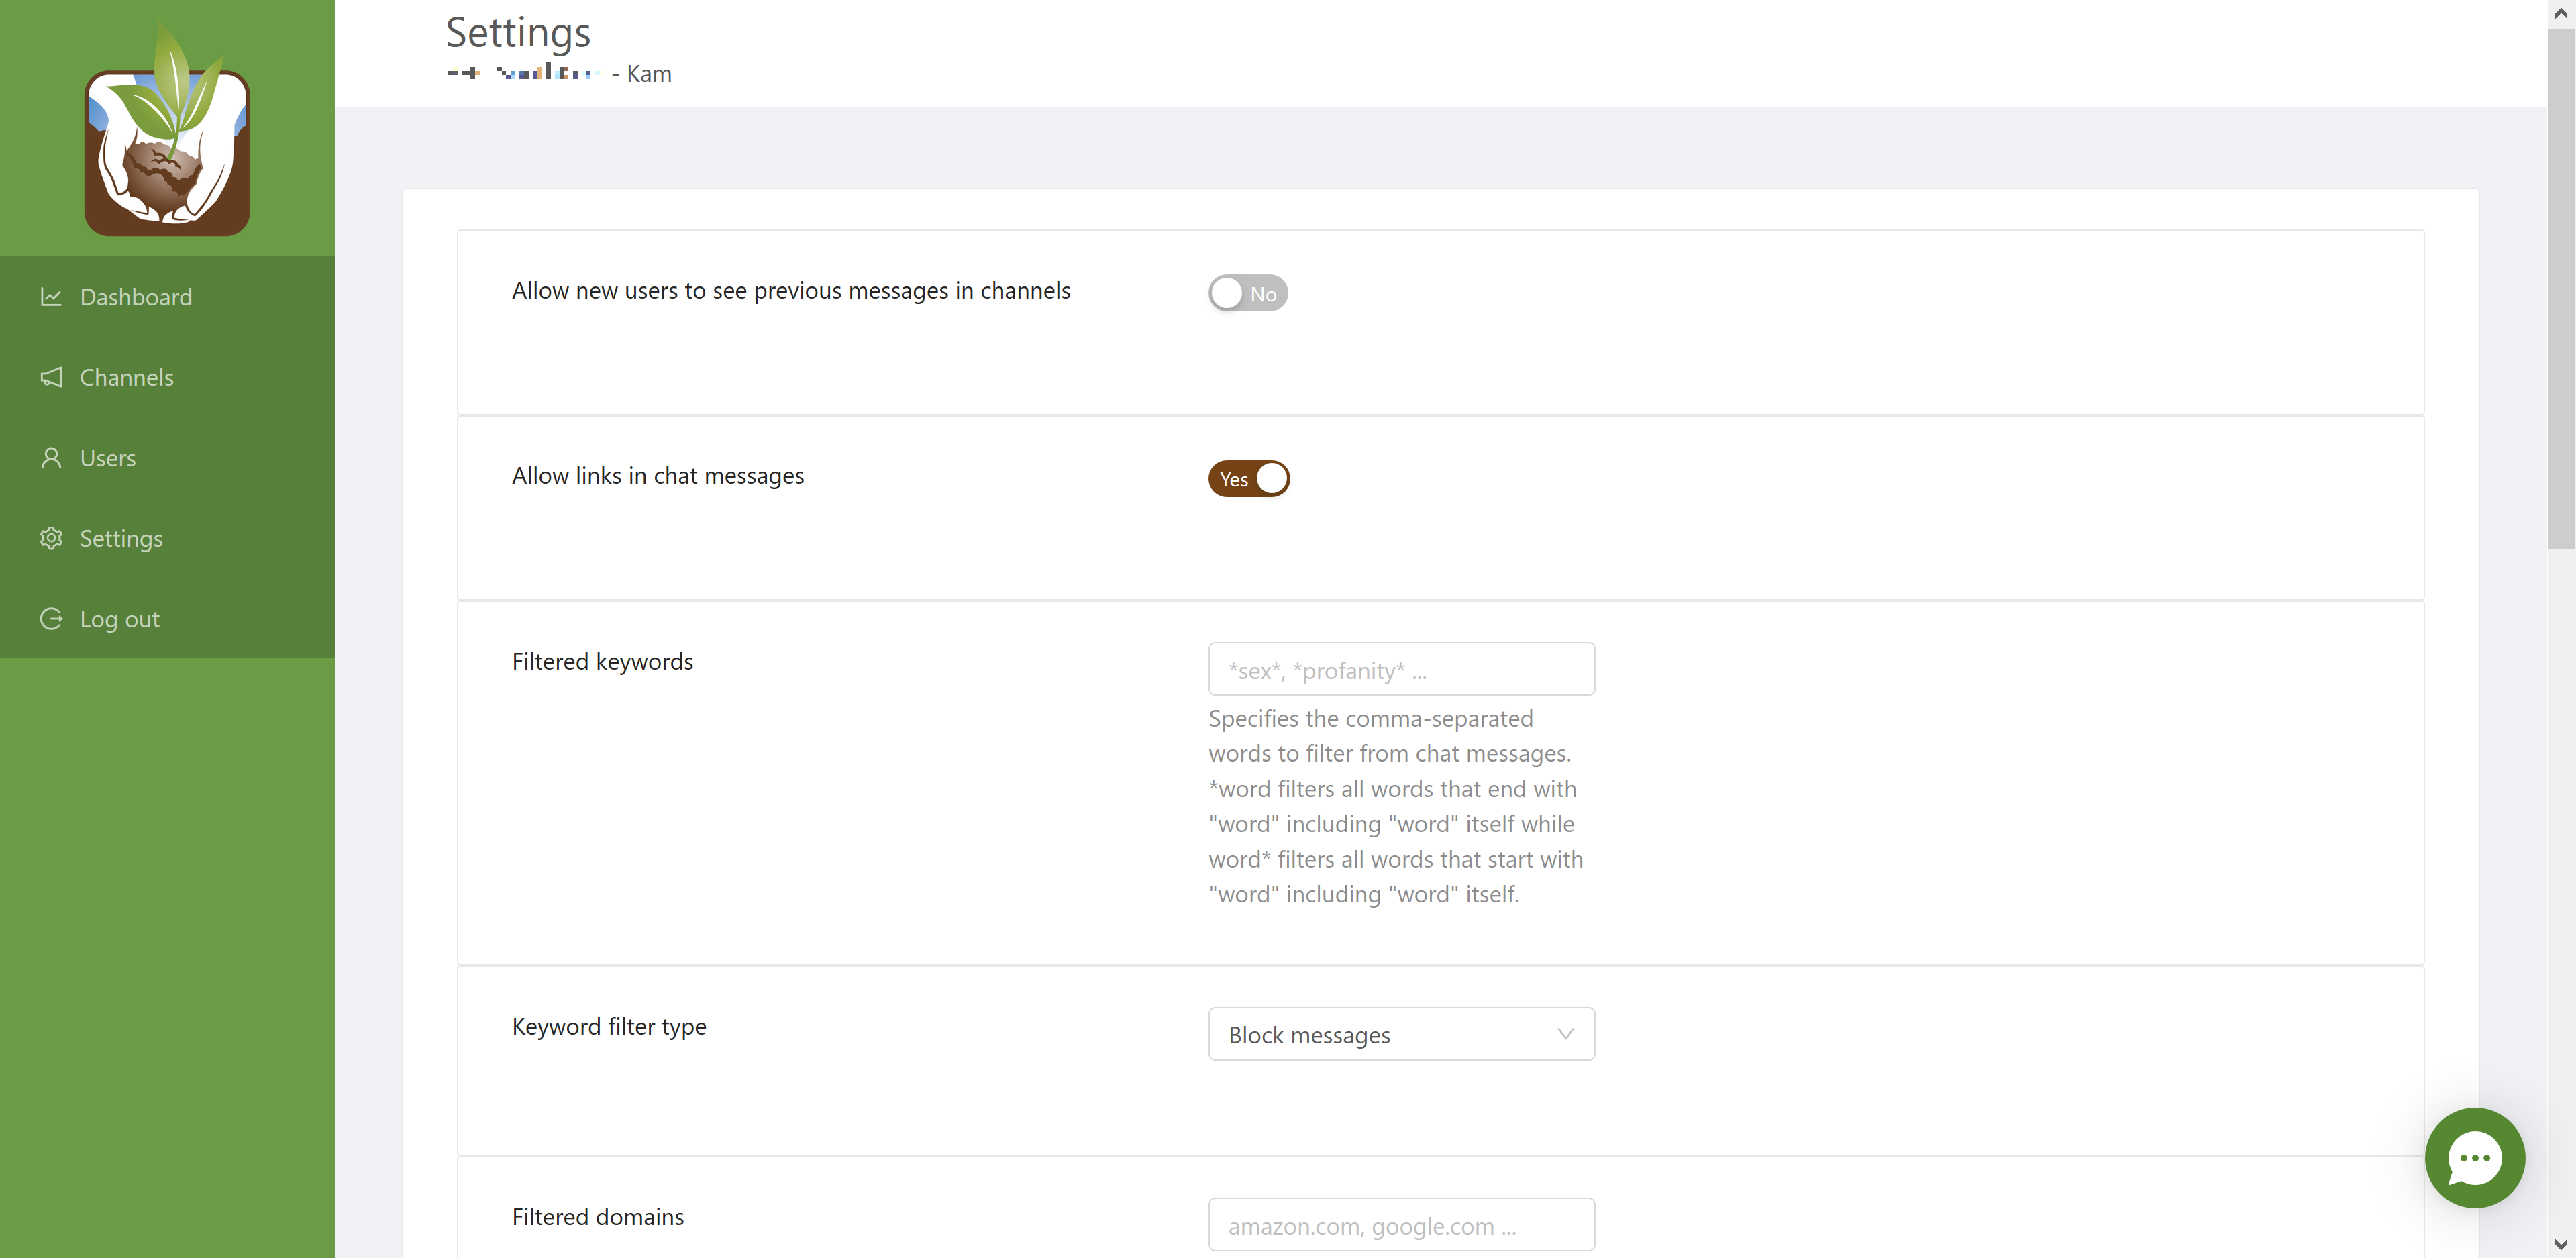 Settings
- Kam
Dashboard
Channels
Users
Settings
Log out
Allow new users to see previous messages in channels
No
Allow links in chat messages
Yes
Filtered keywords
*sex*, *profanity* ...
Specifies the comma-separated
words to filter from chat messages.
*word filters all words that end with
"word" including "word" itself while
word* filters all words that start with
"word" including "word" itself.
Keyword filter type
Block messages
Filtered domains
amazon.com, google.com ...